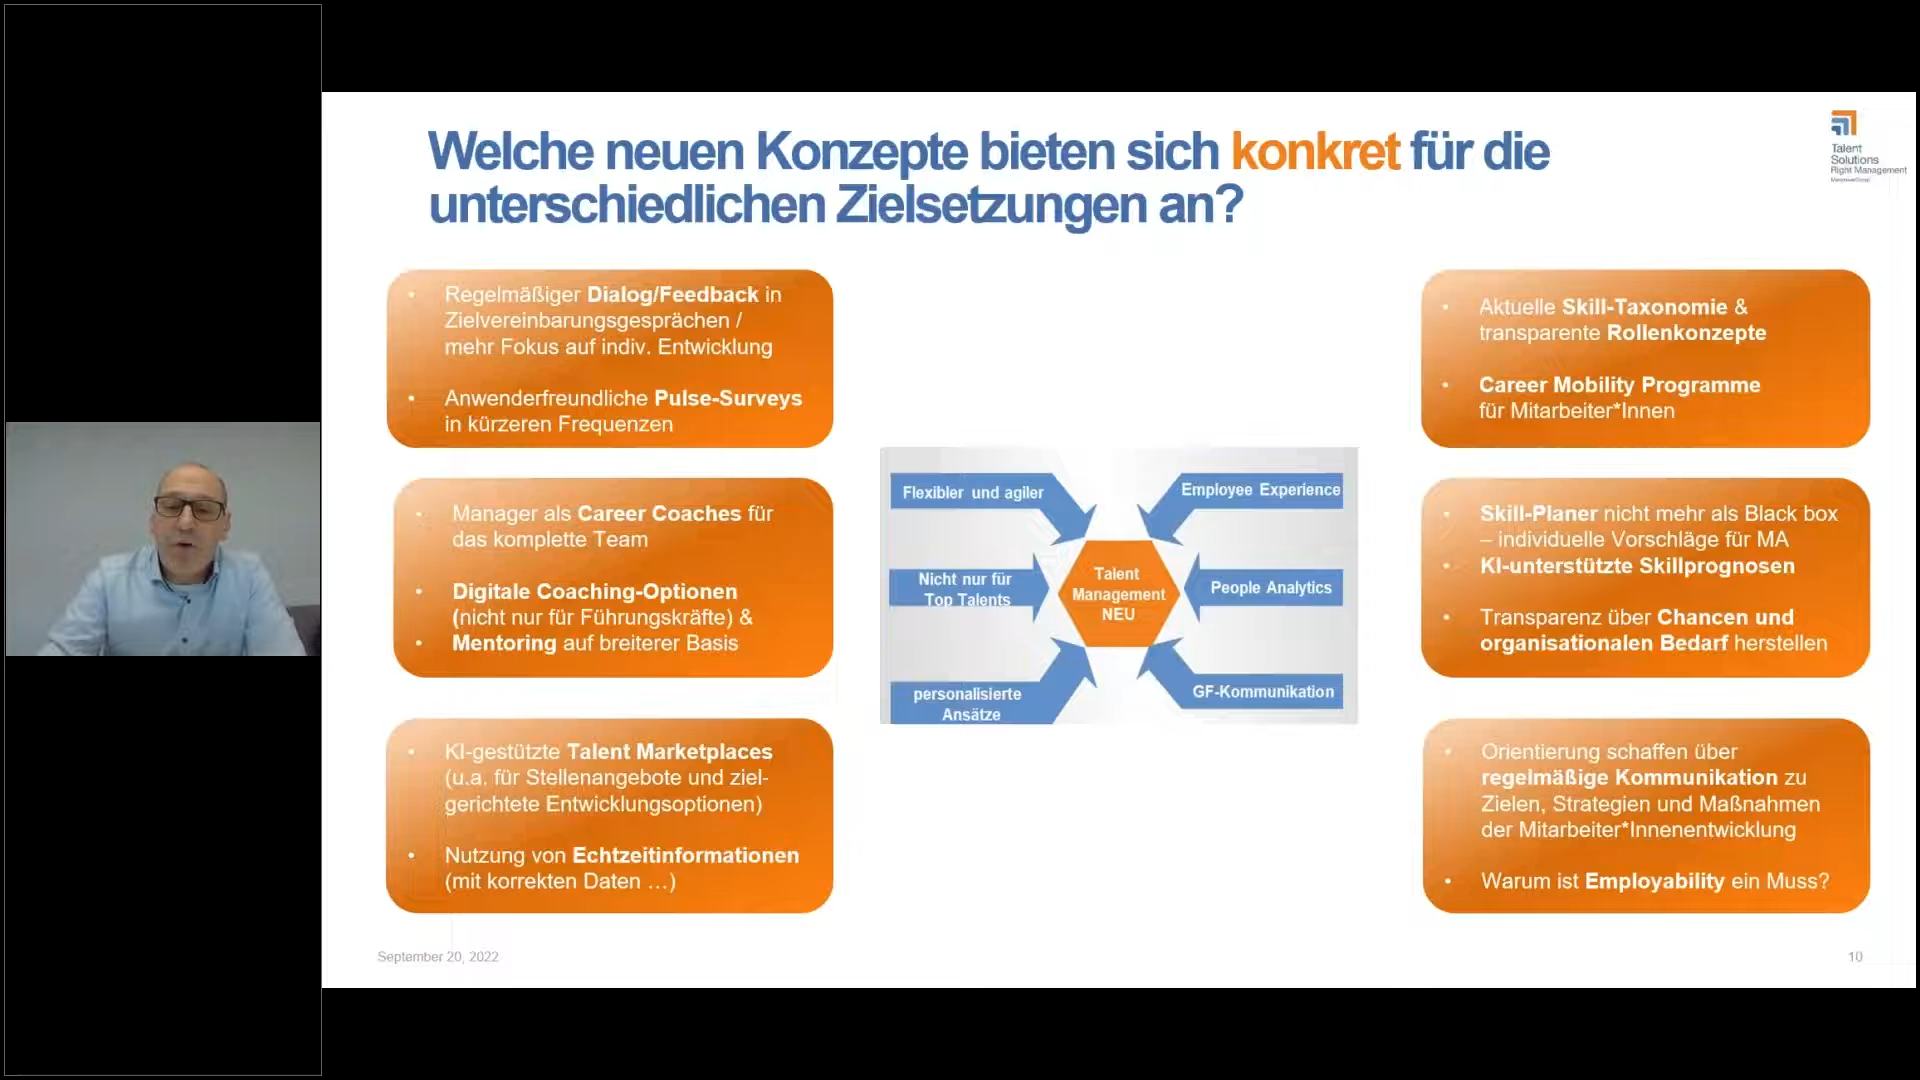 Welche neuen Konzepte bieten sich konkret für die
unterschiedlichen Zielsetzungen an?
Talent
Solutions
Right Management
ManpowerGroup
• Regelmäßiger Dialog/Feedback in
Zielvereinbarungsgesprächen /
mehr Fokus auf indiv. Entwicklung
• Anwenderfreundliche Pulse-Surveys
in kürzeren Frequenzen
• Manager als Career Coaches für
das komplette Team
• Digitale Coaching-Optionen
(nicht nur für Führungskräfte) &
• Mentoring auf breiterer Basis
• KI-gestützte Talent Marketplaces
(u.a. für Stellenangebote und ziel-
gerichtete Entwicklungsoptionen)
• Nutzung von Echtzeitinformationen
(mit korrekten Daten …)
Flexibler und agiler
Nicht nur für
Top Talents
personalisierte
Ansätze
Talent
Management
NEU
Employee Experience
People Analytics
GF-Kommunikation
• Aktuelle Skill-Taxonomie &
transparente Rollenkonzepte
• Career Mobility Programme
für Mitarbeiter*Innen
• Skill-Planer nicht mehr als Black box
– individuelle Vorschläge für MA
• KI-unterstützte Skillprognosen
• Transparenz über Chancen und
organisationalen Bedarf herstellen
• Orientierung schaffen über
regelmäßige Kommunikation zu
Zielen, Strategien und Maßnahmen
der Mitarbeiter*Innenentwicklung
• Warum ist Employability ein Muss?
September 20, 2022
10